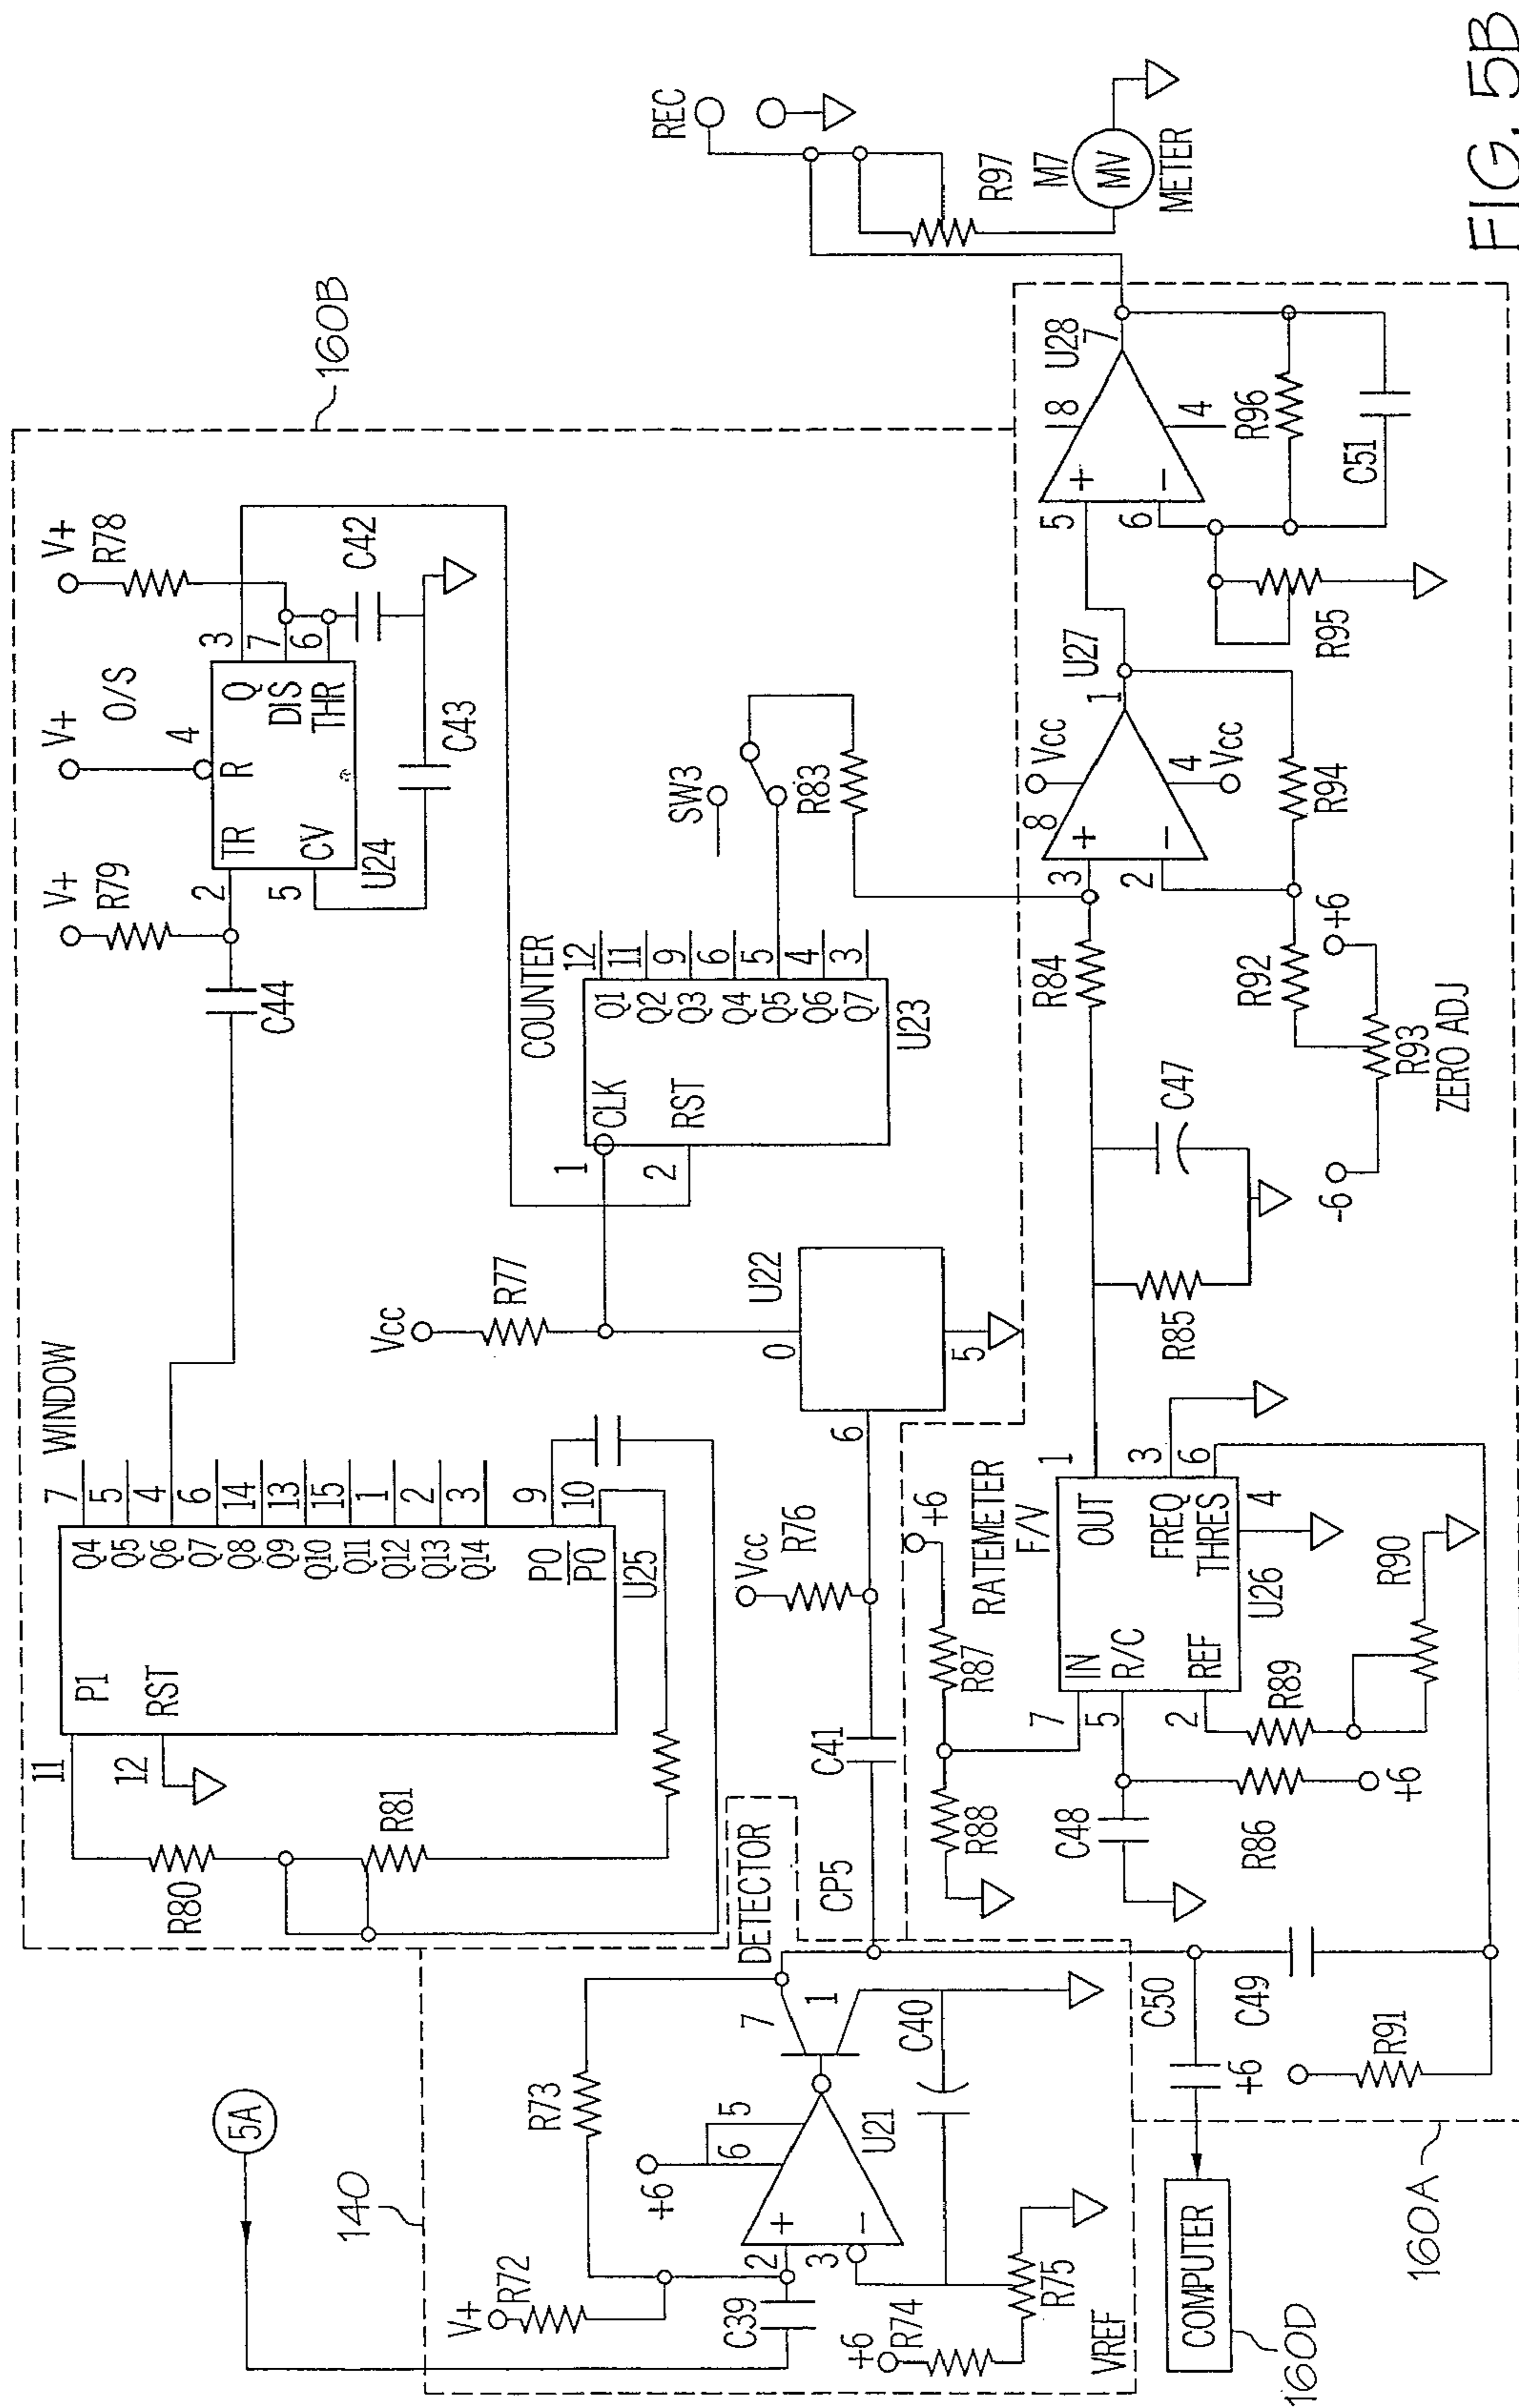 FIG. 5B
160B
WINDOW
P1
RST
11
12
Q4
Q5
Q6
Q7
Q8
Q9
Q10
Q11
Q12
Q13
Q14
PO
PO
7
5
4
6
14
13
15
1
2
3
9
10
U25
R80
R81
C44
V+
R79
V+
O/S
V+
R78
2
TR
5
CV
4
R
Q
DIS
THR
3
7
6
U24
C42
C43
Vcc
R77
COUNTER
1
CLK
2
RST
Q1
Q2
Q3
Q4
Q5
Q6
Q7
12
11
9
6
5
4
3
U23
SW3
R83
U22
0
6
5
Vcc
R76
C41
CP5
DETECTOR
5A
140
V+
R72
R73
C39
+6
6
5
2
+
3
-
U21
7
1
C40
+6
R74
R75
VREF
COMPUTER
160D
160A
C50
C49
+6
R91
RATEMETER
F/V
+6
R87
R88
7
IN
5
R/C
2
REF
OUT
FREQ
THRES
1
3
6
4
U26
C48
R86
+6
R89
R90
R85
C47
R84
Vcc
8
3
+
2
-
U27
1
4
Vcc
R94
R92
+6
-6
R93
ZERO ADJ
5
+
6
-
8
4
U28
7
R95
R96
C51
REC
R97
M7
MV
METER